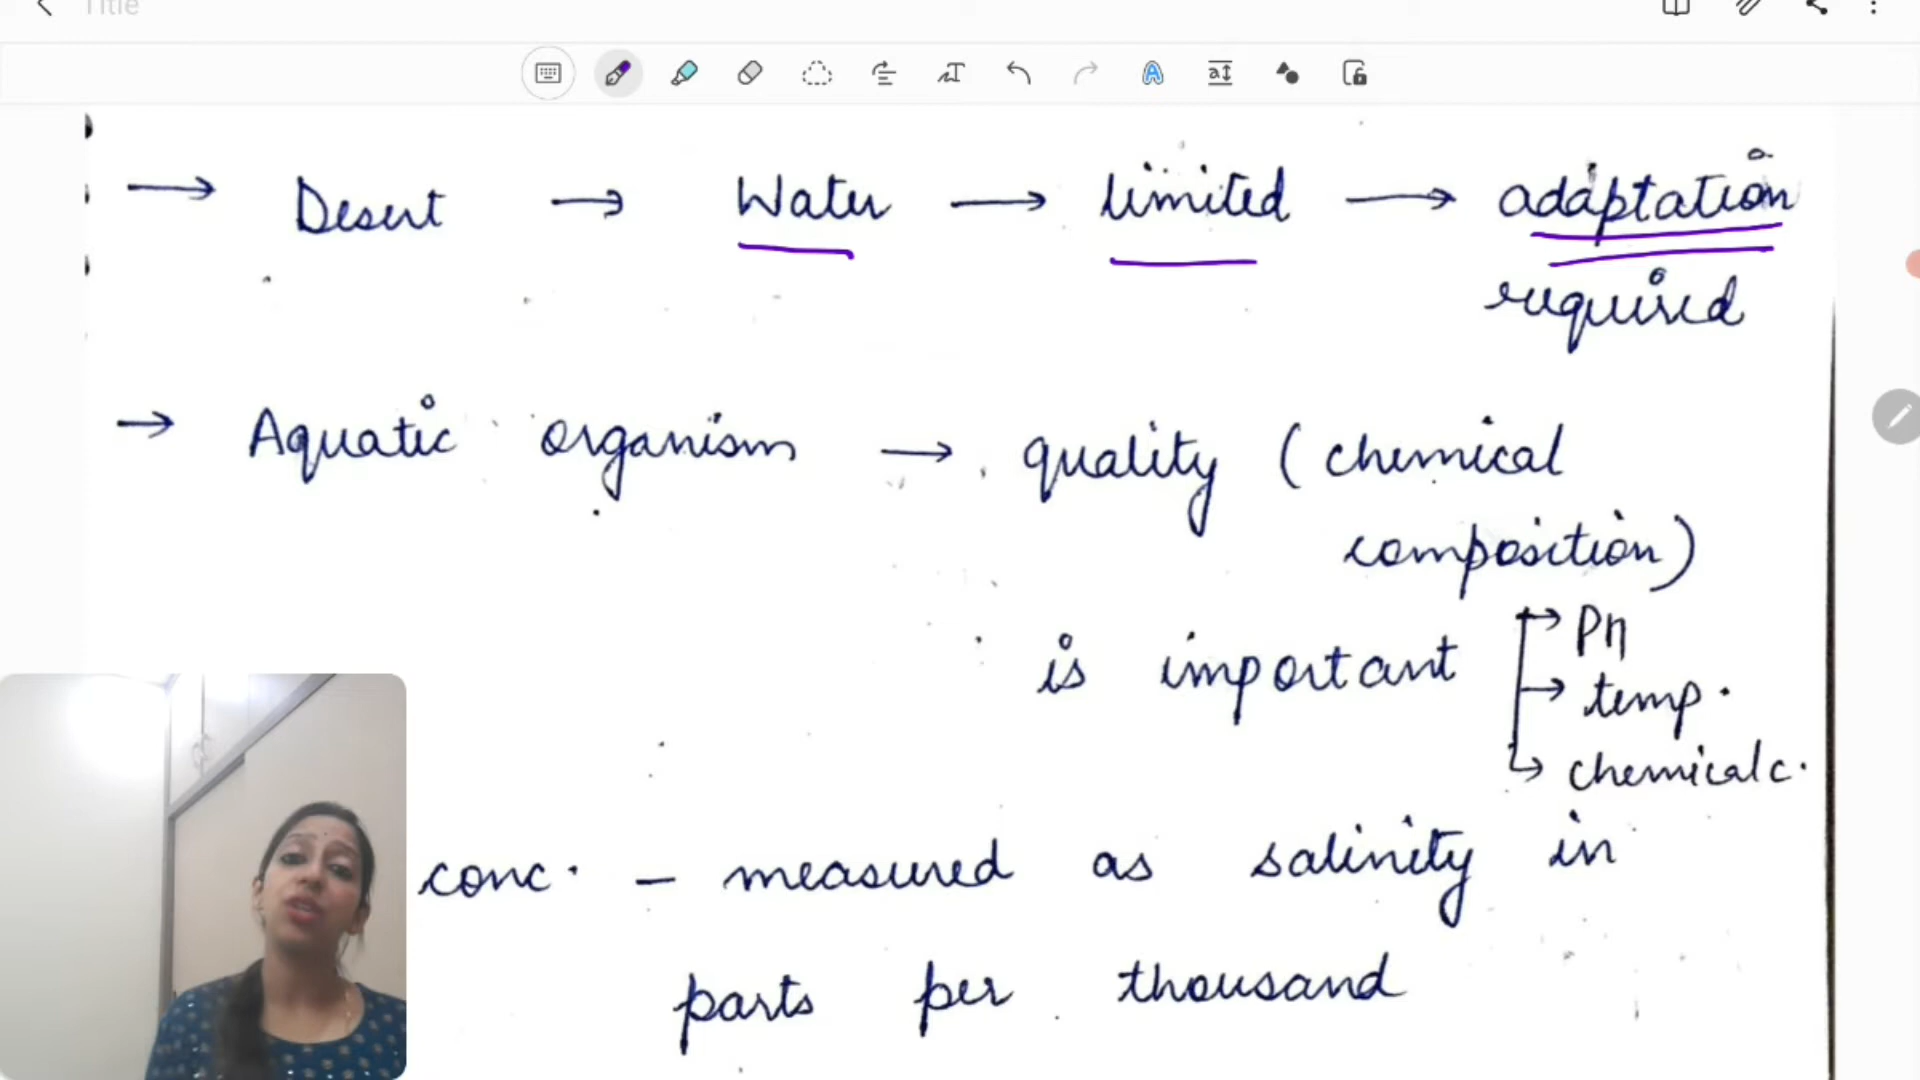 Title
→ Desert → Water → limited → adaptation
required
→ Aquatic organism → quality (chemical
composition)
is important → PH
→ temp.
→ chemical c.
conc. - measured as salinity in
parts per thousand